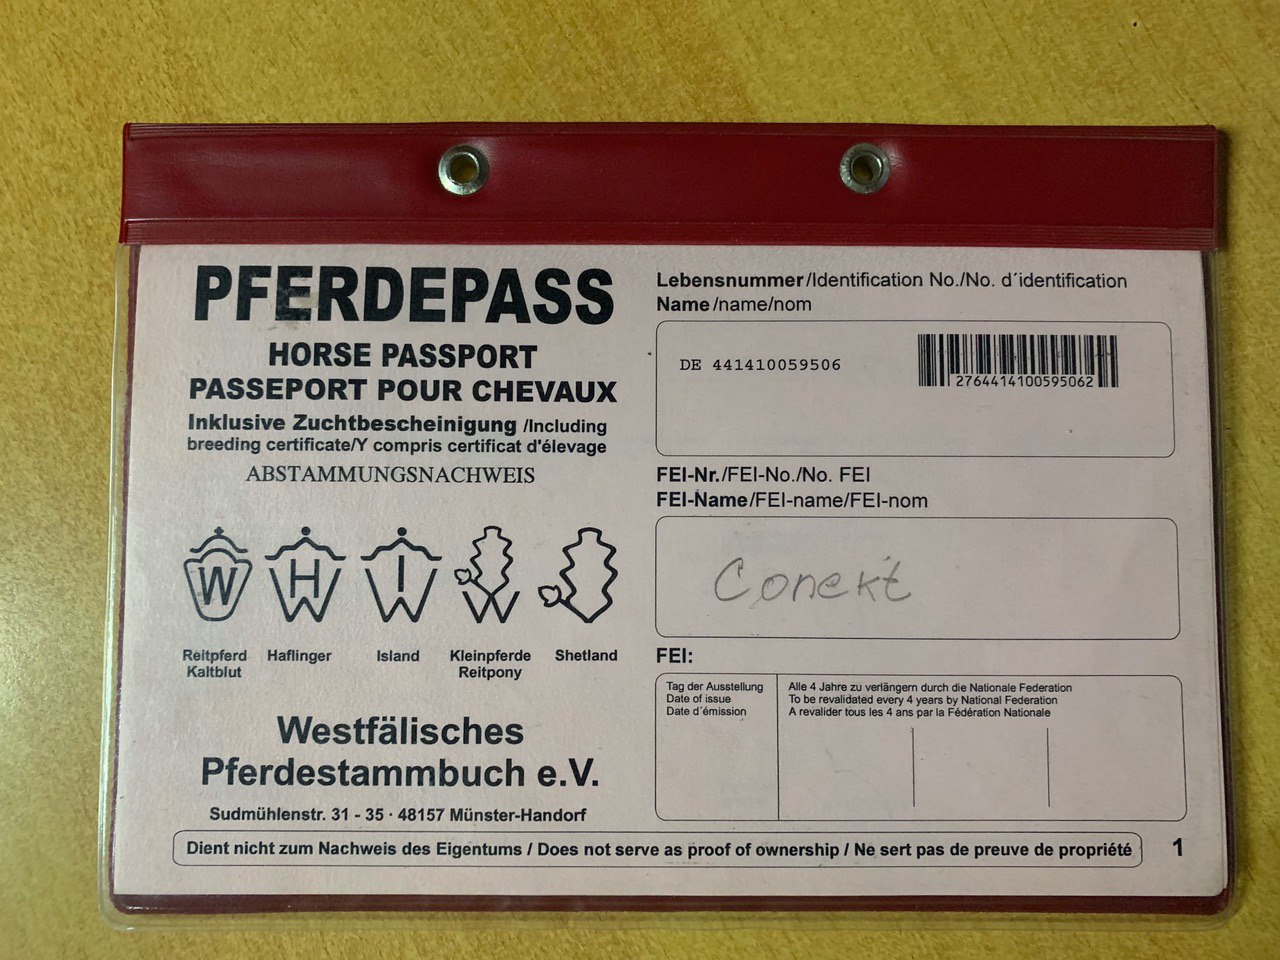 PFERDEPASS
HORSE PASSPORT
PASSEPORT POUR CHEVAUX
Inklusive Zuchtbescheinigung /Including
breeding certificate/Y compris certificat d'élevage
ABSTAMMUNGSNACHWEIS
W H I W
Reitpferd Kaltblut
Haflinger
Island
Kleinpferde Reitpony
Shetland
Westfälisches
Pferdestammbuch e.V.
Sudmühlenstr. 31 - 35 · 48157 Münster-Handorf
Lebensnummer/Identification No./No. d´identification
Name/name/nom
DE 441410059506
2764414100595062
FEI-Nr./FEI-No./No. FEI
FEI-Name/FEI-name/FEI-nom
Conekt
FEI:
Tag der Ausstellung
Date of issue
Date d´émission
Alle 4 Jahre zu verlängern durch die Nationale Federation
To be revalidated every 4 years by National Federation
A revalider tous les 4 ans par la Fédération Nationale
Dient nicht zum Nachweis des Eigentums / Does not serve as proof of ownership / Ne sert pas de preuve de propriété
1